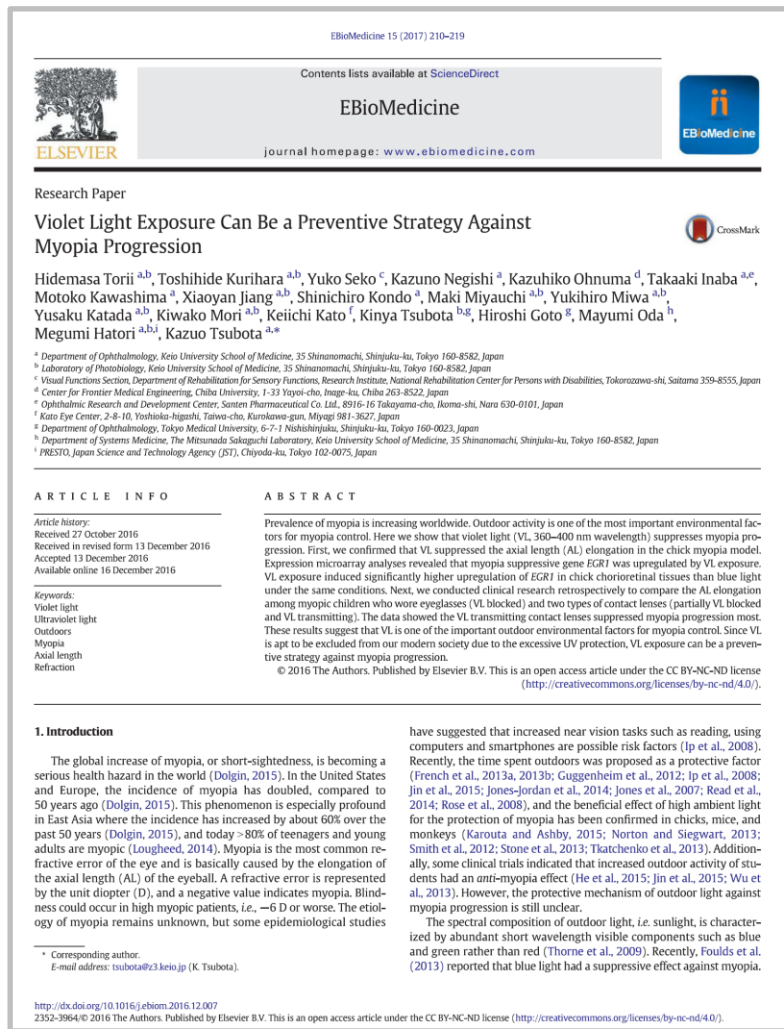 EBioMedicine 15 (2017) 210–219
Contents lists available at ScienceDirect
EBioMedicine
journal homepage: www.ebiomedicine.com
ELSEVIER
EBioMedicine
Research Paper
Violet Light Exposure Can Be a Preventive Strategy Against
Myopia Progression
CrossMark
Hidemasa Torii a,b, Toshihide Kurihara a,b, Yuko Seko c, Kazuno Negishi a, Kazuhiko Ohnuma d, Takaaki Inaba a,e,
Motoko Kawashima a, Xiaoyan Jiang a,b, Shinichiro Kondo a, Maki Miyauchi a,b, Yukihiro Miwa a,b,
Yusaku Katada a,b, Kiwako Mori a,b, Keiichi Kato f, Kinya Tsubota b,g, Hiroshi Goto g, Mayumi Oda h,
Megumi Hatori a,b,i, Kazuo Tsubota a,*
a Department of Ophthalmology, Keio University School of Medicine, 35 Shinanomachi, Shinjuku-ku, Tokyo 160-8582, Japan
b Laboratory of Photobiology, Keio University School of Medicine, 35 Shinanomachi, Shinjuku-ku, Tokyo 160-8582, Japan
c Visual Functions Section, Department of Rehabilitation for Sensory Functions, Research Institute, National Rehabilitation Center for Persons with Disabilities, Tokorozawa-shi, Saitama 359-8555, Japan
d Center for Frontier Medical Engineering, Chiba University, 1-33 Yayoi-cho, Inage-ku, Chiba 263-8522, Japan
e Ophthalmic Research and Development Center, Santen Pharmaceutical Co. Ltd., 8916-16 Takayama-cho, Ikoma-shi, Nara 630-0101, Japan
f Kato Eye Center, 2-8-10, Yoshioka-higashi, Taiwa-cho, Kurokawa-gun, Miyagi 981-3627, Japan
g Department of Ophthalmology, Tokyo Medical University, 6-7-1 Nishishinjuku, Shinjuku-ku, Tokyo 160-0023, Japan
h Department of Systems Medicine, The Mitsunada Sakaguchi Laboratory, Keio University School of Medicine, 35 Shinanomachi, Shinjuku-ku, Tokyo 160-8582, Japan
i PRESTO, Japan Science and Technology Agency (JST), Chiyoda-ku, Tokyo 102-0075, Japan
ARTICLE INFO
Article history:
Received 27 October 2016
Received in revised form 13 December 2016
Accepted 13 December 2016
Available online 16 December 2016
Keywords:
Violet light
Ultraviolet light
Outdoors
Myopia
Axial length
Refraction
ABSTRACT
Prevalence of myopia is increasing worldwide. Outdoor activity is one of the most important environmental fac-
tors for myopia control. Here we show that violet light (VL, 360–400 nm wavelength) suppresses myopia pro-
gression. First, we confirmed that VL suppressed the axial length (AL) elongation in the chick myopia model.
Expression microarray analyses revealed that myopia suppressive gene EGR1 was upregulated by VL exposure.
VL exposure induced significantly higher upregulation of EGR1 in chick chorioretinal tissues than blue light
under the same conditions. Next, we conducted clinical research retrospectively to compare the AL elongation
among myopic children who wore eyeglasses (VL blocked) and two types of contact lenses (partially VL blocked
and VL transmitting). The data showed the VL transmitting contact lenses suppressed myopia progression most.
These results suggest that VL is one of the important outdoor environmental factors for myopia control. Since VL
is apt to be excluded from our modern society due to the excessive UV protection, VL exposure can be a preven-
tive strategy against myopia progression.
© 2016 The Authors. Published by Elsevier B.V. This is an open access article under the CC BY-NC-ND license
(http://creativecommons.org/licenses/by-nc-nd/4.0/).
1. Introduction
The global increase of myopia, or short-sightedness, is becoming a
serious health hazard in the world (Dolgin, 2015). In the United States
and Europe, the incidence of myopia has doubled, compared to
50 years ago (Dolgin, 2015). This phenomenon is especially profound
in East Asia where the incidence has increased by about 60% over the
past 50 years (Dolgin, 2015), and today >80% of teenagers and young
adults are myopic (Lougheed, 2014). Myopia is the most common re-
fractive error of the eye and is basically caused by the elongation of
the axial length (AL) of the eyeball. A refractive error is represented
by the unit diopter (D), and a negative value indicates myopia. Blind-
ness could occur in high myopic patients, i.e., −6 D or worse. The etiol-
ogy of myopia remains unknown, but some epidemiological studies
* Corresponding author.
E-mail address: tsubota@z3.keio.jp (K. Tsubota).
have suggested that increased near vision tasks such as reading, using
computers and smartphones are possible risk factors (Ip et al., 2008).
Recently, the time spent outdoors was proposed as a protective factor
(French et al., 2013a, 2013b; Guggenheim et al., 2012; Ip et al., 2008;
Jin et al., 2015; Jones-Jordan et al., 2014; Jones et al., 2007; Read et al.,
2014; Rose et al., 2008), and the beneficial effect of high ambient light
for the protection of myopia has been confirmed in chicks, mice, and
monkeys (Karouta and Ashby, 2015; Norton and Siegwart, 2013;
Smith et al., 2012; Stone et al., 2013; Tkatchenko et al., 2013). Addition-
ally, some clinical trials indicated that increased outdoor activity of stu-
dents had an anti-myopia effect (He et al., 2015; Jin et al., 2015; Wu et
al., 2013). However, the protective mechanism of outdoor light against
myopia progression is still unclear.
The spectral composition of outdoor light, i.e. sunlight, is character-
ized by abundant short wavelength visible components such as blue
and green rather than red (Thorne et al., 2009). Recently, Foulds et al.
(2013) reported that blue light had a suppressive effect against myopia.
http://dx.doi.org/10.1016/j.ebiom.2016.12.007
2352-3964/© 2016 The Authors. Published by Elsevier B.V. This is an open access article under the CC BY-NC-ND license (http://creativecommons.org/licenses/by-nc-nd/4.0/).